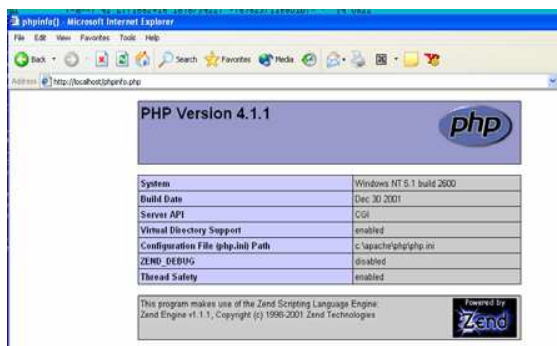 phpinfo() - Microsoft Internet Explorer
File Edit View Favorites Tools Help
Back Search Favorites Media
Address http://localhost/phpinfo.php
PHP Version 4.1.1
php
System Windows NT 5.1 build 2600
Build Date Dec 30 2001
Server API CGI
Virtual Directory Support enabled
Configuration File (php.ini) Path c:\apache\php\php.ini
ZEND_DEBUG disabled
Thread Safety enabled
This program makes use of the Zend Scripting Language Engine:
Zend Engine v1.1.1, Copyright (c) 1998-2001 Zend Technologies
Powered by
Zend